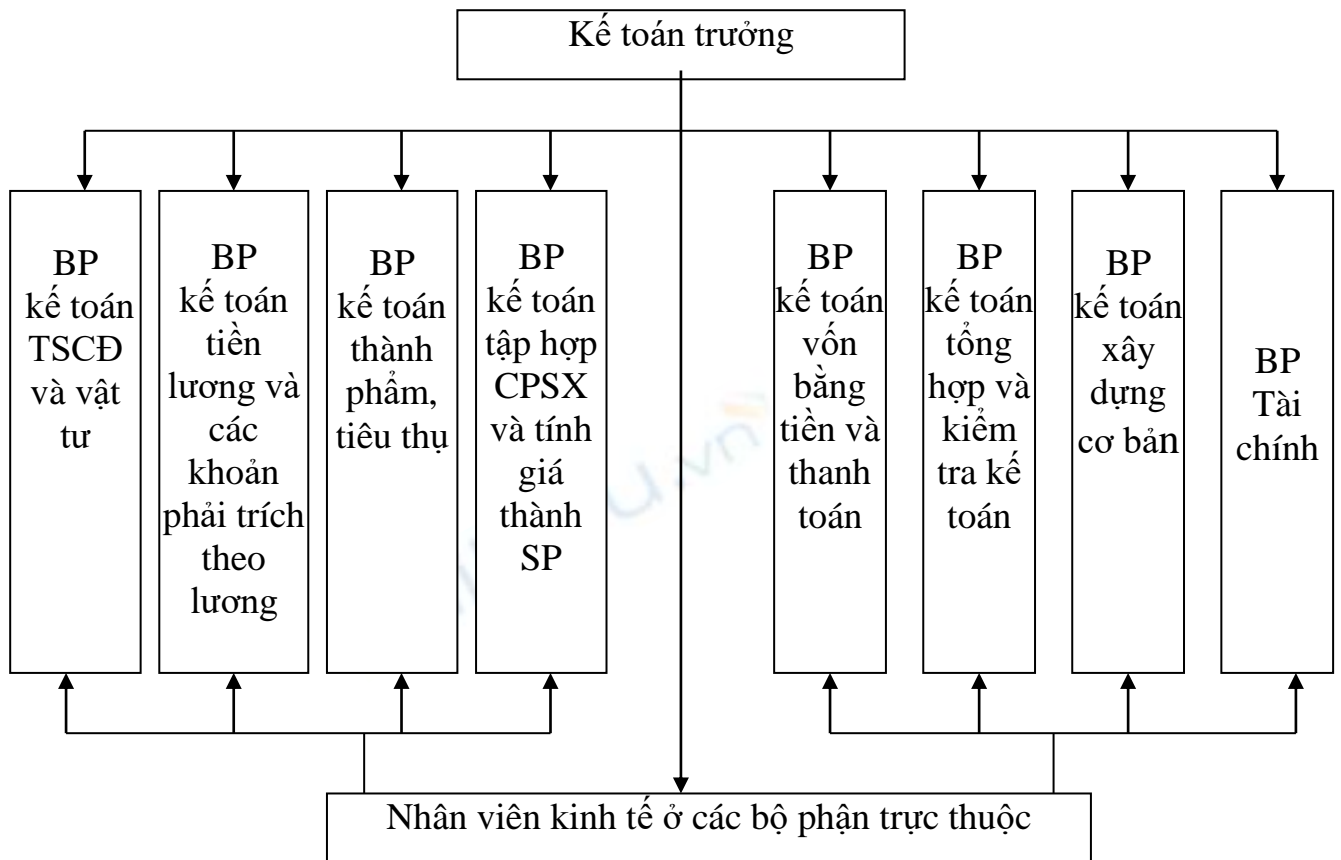 Kế toán trưởng
BP
kế toán
TSCĐ
và vật
tư
BP
kế toán
tiền
lương và
các
khoản
phải trích
theo
lương
BP
kế toán
thành
phẩm,
tiêu thụ
BP
kế toán
tập hợp
CPSX
và tính
giá
thành
SP
BP
kế toán
vốn
bằng
tiền và
thanh
toán
BP
kế toán
tổng
hợp và
kiểm
tra kế
toán
BP
kế toán
xây
dựng
cơ bản
BP
Tài
chính
Nhân viên kinh tế ở các bộ phận trực thuộc